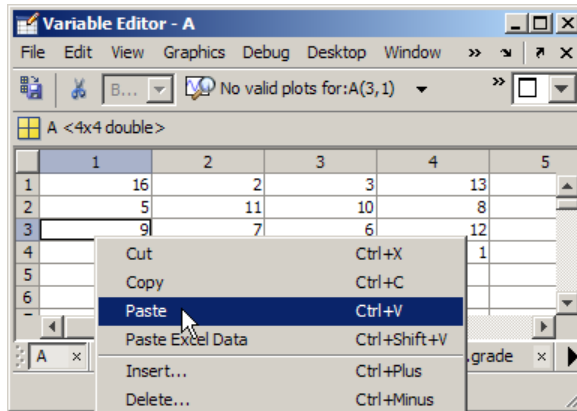 Variable Editor - A
File Edit View Graphics Debug Desktop Window »
B... No valid plots for:A(3,1) »
A <4x4 double>
1 2 3 4 5
1 16 2 3 13
2 5 11 10 8
3 9 7 6 12
4 1
5
6
Cut Ctrl+X
Copy Ctrl+C
Paste Ctrl+V
Paste Excel Data Ctrl+Shift+V
A × .grade ×
Insert... Ctrl+Plus
Delete... Ctrl+Minus